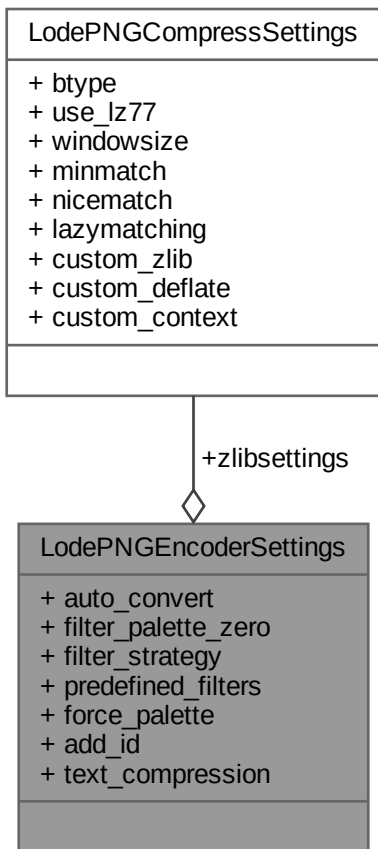 LodePNGCompressSettings
+ btype
+ use_lz77
+ windowsize
+ minmatch
+ nicematch
+ lazymatching
+ custom_zlib
+ custom_deflate
+ custom_context
+zlibsettings
LodePNGEncoderSettings
+ auto_convert
+ filter_palette_zero
+ filter_strategy
+ predefined_filters
+ force_palette
+ add_id
+ text_compression